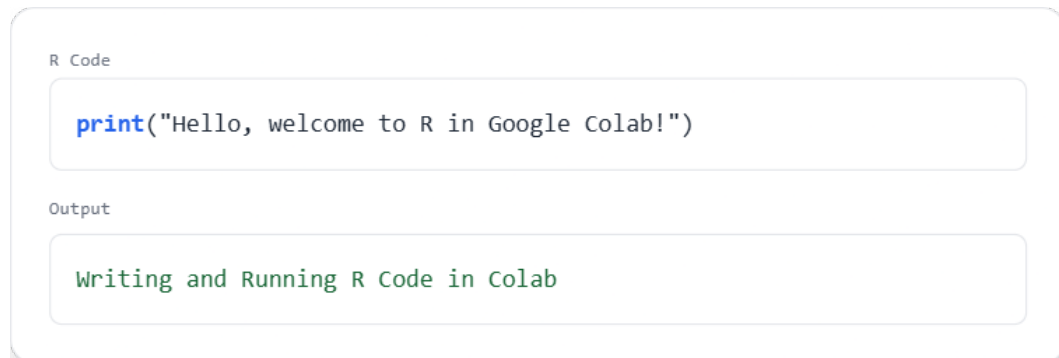 R Code
print("Hello, welcome to R in Google Colab!")
Output
Writing and Running R Code in Colab